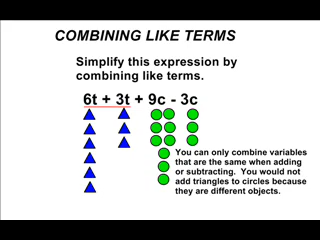 COMBINING LIKE TERMS
Simplify this expression by
combining like terms.
6t + 3t + 9c - 3c
You can only combine variables
that are the same when adding
or subtracting. You would not
add triangles to circles because
they are different objects.